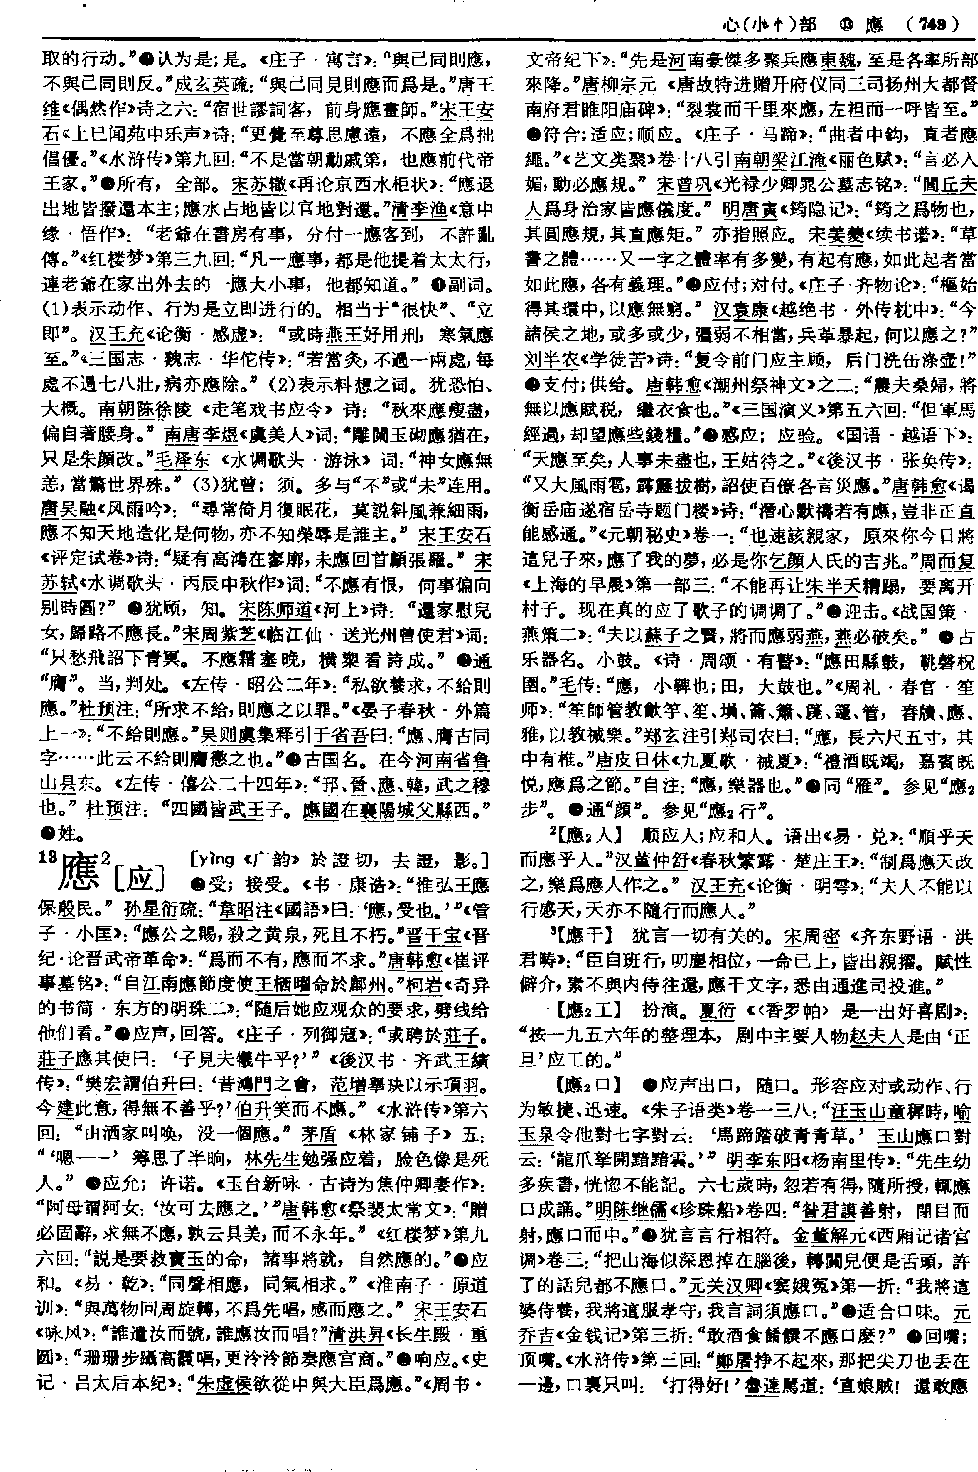 心(小忄)部 ⑬ 應 (749)
取的行动。”●认为是;是。《庄子·寓言》:“與己同則應,
不與己同則反。”成玄英疏:“與己同見則應而爲是。”唐王
维《偶然作》诗之六:“宿世謬詞客，前身應畫師。”宋王安
石《上巳闻苑中乐声》诗:“更覺至尊思慮遠，不應全爲拙
倡優。”《水浒传》第九回:“不是當朝勳戚第，也應前代帝
王家。”●所有，全部。宋苏辙《再论京西水柜状》:“應退
出地皆撥還本主;應水占地皆以官地對還。”清李渔《意中
缘·悟作》:“老爺在書房有事，分付一應客到，不許亂
傳。”《红楼梦》第三九回:“凡一應事,都是他提着太太行,
連老爺在家出外去的一應大小事，他都知道。”●副词。
(1)表示动作、行为是立即进行的。相当于“很快”、“立
即”。汉王充《论衡·感虚》:“或時燕王好用刑，寒氣應
至。”《三国志·魏志·华佗传》:“若當灸,不過一兩處,每
處不過七八壯,病亦應除。”(2)表示料想之词。犹恐怕、
大概。南朝陈徐陵《走笔戏书应令》诗:“秋來應瘦盡,
偏自著腰身。”南唐李煜《虞美人》词:“雕闌玉砌應猶在,
只是朱顏改。”毛泽东《水调歌头·游泳》词:“神女應無
恙,當驚世界殊。”(3)犹曾；须。多与“不”或“未”连用。
唐吴融《风雨吟》:“尋常倚月復眠花，莫説斜風兼細雨,
應不知天地造化是何物,亦不知榮辱是誰主。”宋王安石
《评定试卷》诗:“疑有高鴻在寥廓,未應回首顧張羅。”宋
苏轼《水调歌头·丙辰中秋作》词:“不應有恨，何事偏向
别時圓?”●犹顾，知。宋陈师道《河上》诗:“還家慰兒
女,歸路不應長。”宋周紫芝《临江仙·送光州曾使君》词:
“只愁飛詔下青冥。不應霜塞晚，横槊看詩成。”●通
“膺”。当,判处。《左传·昭公二年》:“私欲養求,不給則
應。”杜预注:“所求不給,則應之以罪。”《晏子春秋·外篇
上一》:“不給則應。”吴则虞集释引于省吾曰:“應、膺古同
字……此云不給則膺懲之也。”●古国名。在今河南省鲁
山县东。《左传·僖公二十四年》:“邘、晉、應、韓,武之穆
也。”杜预注:“四國皆武王子。應國在襄陽城父縣西。”
●姓。
13應2[应] [yìng《广韵》於證切，去證，影。]
●受；接受。《书·康诰》:“惟弘王應
保殷民。”孙星衍疏:“韋昭注《國語》曰:‘應,受也。’”《管
子·小匡》:“應公之賜,殺之黄泉,死且不朽。”晋干宝《晋
纪·论晋武帝革命》:“爲而不有,應而不求。”唐韩愈《崔评
事墓铭》:“自江南應節度使王栖曜命於鄜州。”柯岩《奇异
的书简·东方的明珠二》:“随后她应观众的要求,劈线给
他们看。”●应声,回答。《庄子·列御寇》:“或聘於莊子。
莊子應其使曰:‘子見夫犧牛乎?’”《後汉书·齐武王縯
传》:“樊宏謂伯升曰:‘昔鴻門之會，范增舉玦以示項羽。
今建此意,得無不善乎?’伯升笑而不應。”《水浒传》第六
回:“由洒家叫唤，没一個應。”茅盾《林家铺子》五:
“‘嗯——’筹思了半晌，林先生勉强应着，脸色像是死
人。”●应允；许诺。《玉台新咏·古诗为焦仲卿妻作》:
“阿母謂阿女:‘汝可去應之。’”唐韩愈《祭裴太常文》:“贈
必固辭,求無不應,孰云具美,而不永年。”《红楼梦》第九
六回:“説是要救寶玉的命，諸事將就，自然應的。”●应
和。《易·乾》:“同聲相應，同氣相求。”《淮南子·原道
训》:“與萬物回周旋轉,不爲先唱,感而應之。”宋王安石
《咏风》:“誰遣汝而號,誰應汝而唱?”清洪昇《长生殿·重
圆》:“珊珊步躡高霞唱,更泠泠節奏應宫商。”●响应。《史
记·吕太后本纪》:“朱虚侯欲從中與大臣爲應。”《周书·
文帝纪下》:“先是河南豪傑多聚兵應東魏,至是各率所部
來降。”唐柳宗元《唐故特进赠开府仪同三司扬州大都督
南府君睢阳庙碑》:“裂裳而千里來應,左袒而一呼皆至。”
●符合;适应;顺应。《庄子·马蹄》:“曲者中鈎，直者應
繩。”《艺文类聚》卷十八引南朝梁江淹《丽色赋》:“言必入
媚,動必應規。”宋曾巩《光禄少卿晁公墓志铭》:“閭丘夫
人爲身治家皆應儀度。”明唐寅《筠隐记》:“筠之爲物也,
其圓應規,其直應矩。”亦指照应。宋姜夔《续书谱》:“草
書之體……又一字之體率有多變,有起有應,如此起者當
如此應,各有義理。”●应付;对付。《庄子·齐物论》:“樞始
得其環中,以應無窮。”汉袁康《越绝书·外传枕中》:“今
諸侯之地,或多或少,彊弱不相當,兵革暴起,何以應之?”
刘半农《学徒苦》诗:“复令前门应主顾，后门洗缶涤壶!”
●支付;供给。唐韩愈《潮州祭神文》之二:“農夫桑婦,將
無以應賦税，繼衣食也。”《三国演义》第五六回:“但軍馬
經過,却望應些錢糧。”●感应；应验。《国语·越语下》:
“天應至矣,人事未盡也,王姑待之。”《後汉书·张奂传》:
“又大風雨雹,霹靂拔樹,詔使百僚各言災應。”唐韩愈《谒
衡岳庙遂宿岳寺题门楼》诗:“潛心默禱若有應,豈非正直
能感通。”《元朝秘史》卷一:“也速該親家，原來你今日將
這兒子來,應了我的夢,必是你乞顔人氏的吉兆。”周而复
《上海的早晨》第一部三:“不能再让朱半天糟蹋，要离开
村子。现在真的应了歌子的调调了。”●迎击。《战国策·
燕策二》:“夫以蘇子之賢,將而應弱燕,燕必破矣。”●古
乐器名。小鼓。《诗·周颂·有瞽》:“應田縣鼓，鞉磬柷
圉。”毛传:“應，小鞞也;田，大鼓也。”《周礼·春官·笙
师》:“笙師管教龡竽、笙、塤、籥、簫、篪、篴、管，舂牘、應、
雅,以教祴樂。”郑玄注引郑司农曰:“應，長六尺五寸，其
中有椎。”唐皮日休《九夏歌·祴夏》:“禮酒既竭，嘉賓既
悦,應爲之節。”自注:“應,樂器也。”●同“雁”。参见“應2
步”。●通“顔”。参见“應2行”。
2【應2人】 顺应人;应和人。语出《易·兑》:“順乎天
而應乎人。”汉董仲舒《春秋繁露·楚庄王》:“制爲應天改
之,樂爲應人作之。”汉王充《论衡·明雩》:“夫人不能以
行感天,天亦不隨行而應人。”
3【應干】 犹言一切有关的。宋周密《齐东野语·洪
君畴》:“臣自班行,叨塵相位,一命已上,皆出親擢。賦性
僻介,素不與内侍往還,應干文字,悉由通進司投進。”
【應2工】 扮演。夏衍《〈香罗帕〉是一出好喜剧》:
“按一九五六年的整理本，剧中主要人物赵夫人是由‘正
旦’应工的。”
【應2口】 ●应声出口，随口。形容应对或动作、行
为敏捷、迅速。《朱子语类》卷一三八:“汪玉山童穉時,喻
玉泉令他對七字對云:‘馬蹄踏破青青草。’玉山應口對
云:‘龍爪拏開黯黯雲。’”明李东阳《杨南里传》:“先生幼
多疾眚,恍惚不能記。六七歲時,忽若有得,隨所授,輒應
口成誦。”明陈继儒《珍珠船》卷四:“昝君謨善射，閉目而
射,應口而中。”●犹言言行相符。金董解元《西厢记诸宫
调》卷三:“把山海似深恩掉在腦後，轉關兒便是舌頭，許
了的話兒都不應口。”元关汉卿《窦娥冤》第一折:“我將這
婆侍養,我將這服孝守,我言詞須應口。”●适合口味。元
乔吉《金钱记》第三折:“敢酒食餚饌不應口麽?”●回嘴;
顶嘴。《水浒传》第三回:“鄭屠挣不起來,那把尖刀也丢在
一邊,口裏只叫:‘打得好!’魯達駡道:‘直娘賊!還敢應